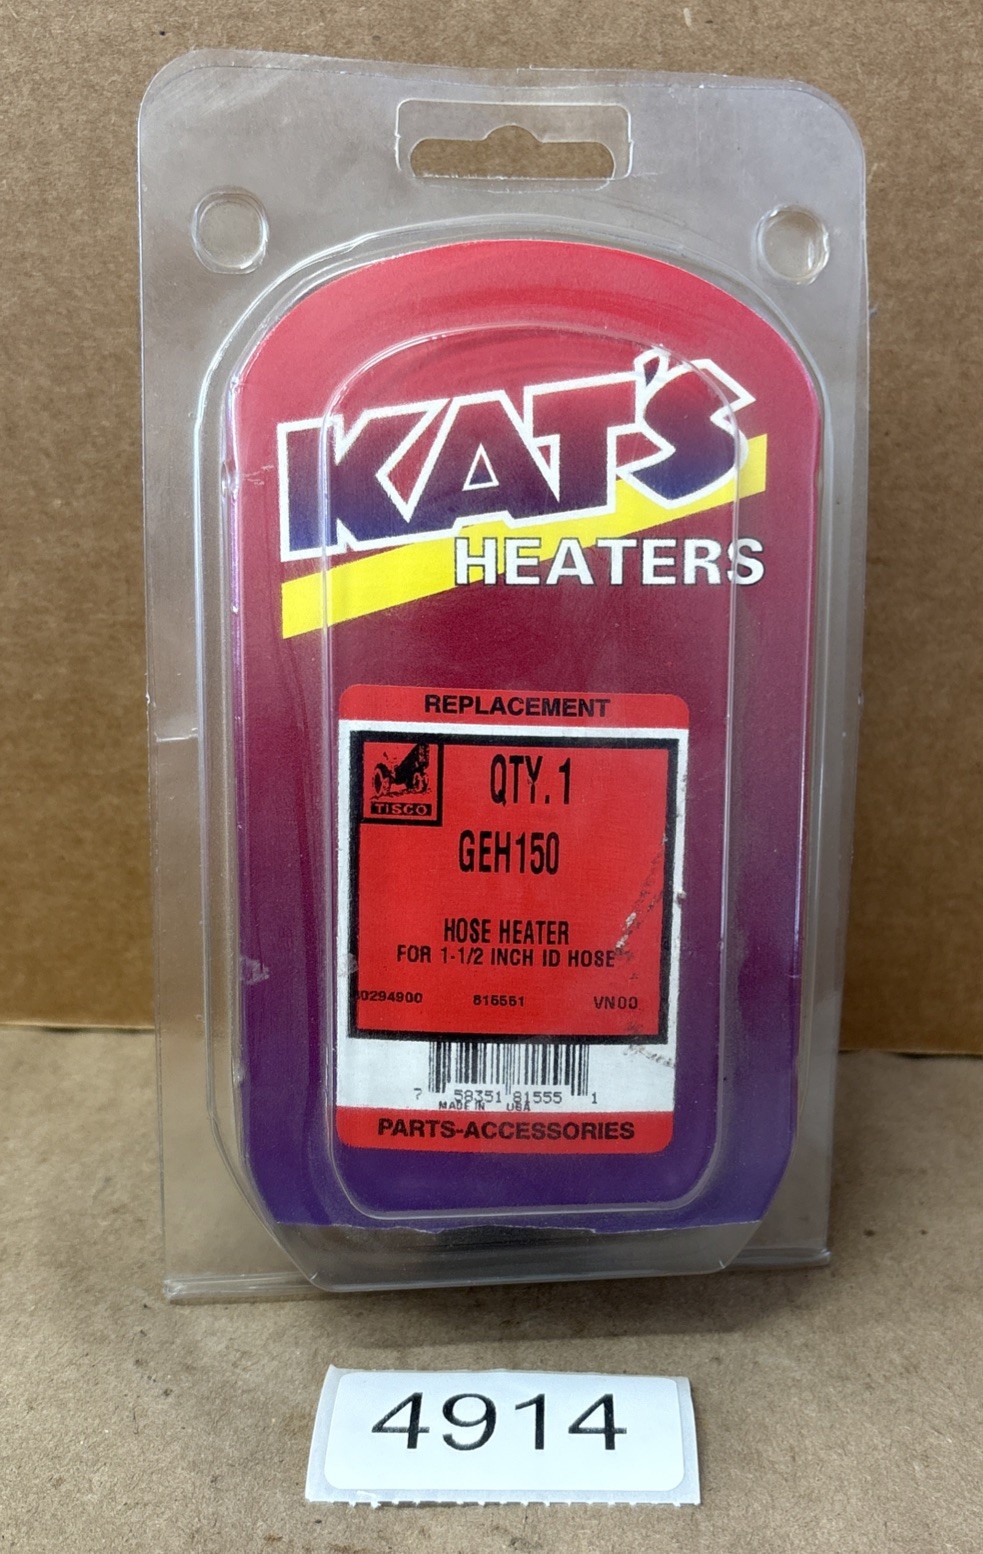 KAT'S
HEATERS
REPLACEMENT
TISCO
QTY. 1
GEH150
HOSE HEATER
FOR 1-1/2 INCH ID HOSE
815551 VN00
7 58351 81555 1
MADE IN USA
PARTS-ACCESSORIES
4914